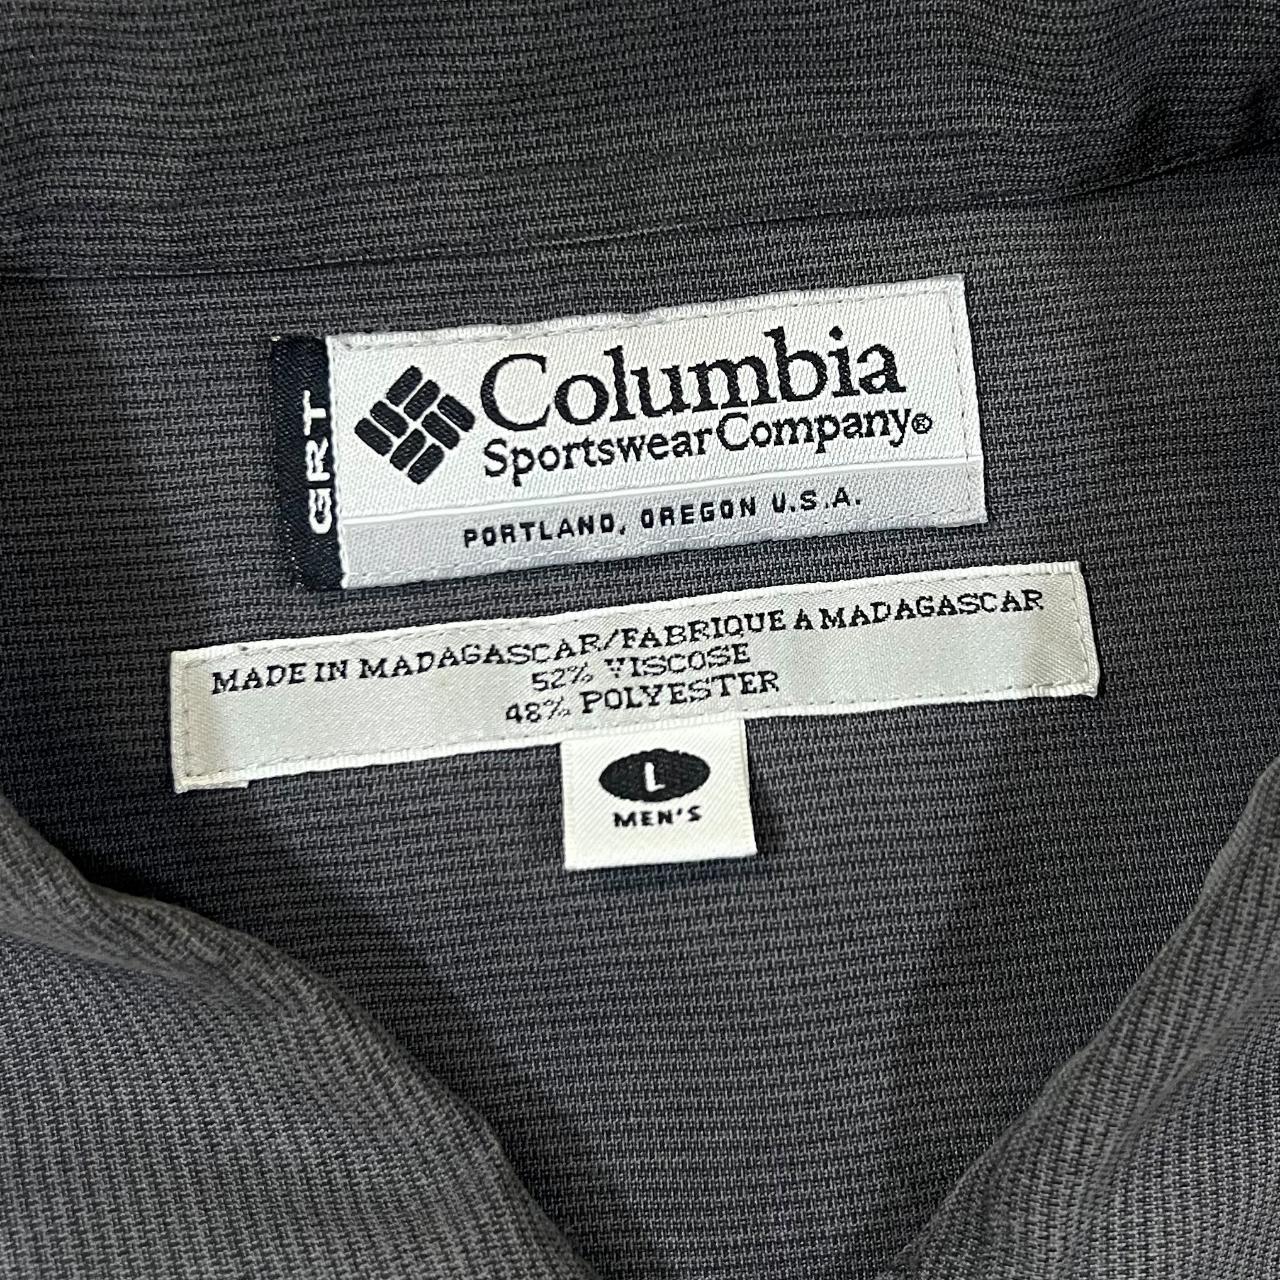 GRT
Columbia
Sportswear Company®
PORTLAND, OREGON U.S.A.
MADE IN MADAGASCAR/FABRIQUE A MADAGASCAR
52% VISCOSE
48% POLYESTER
L
MEN'S